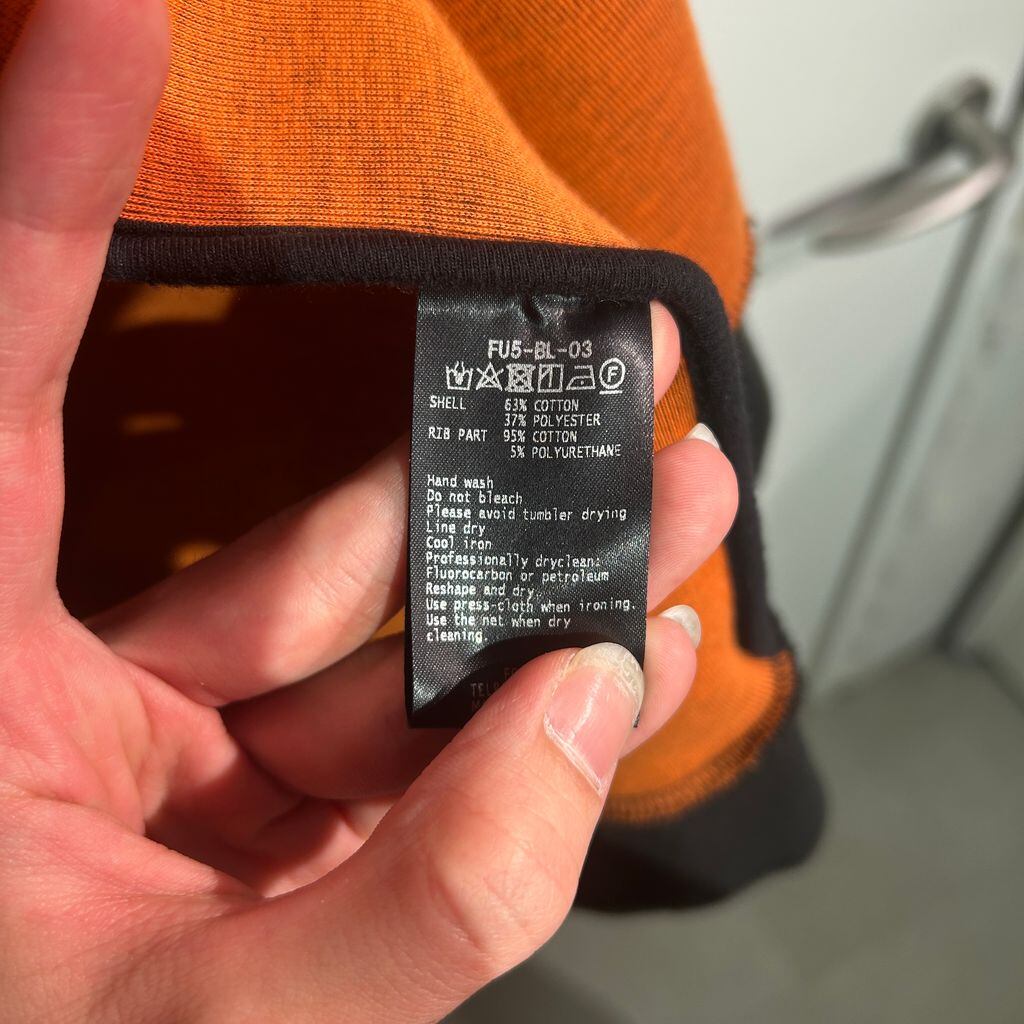 FU5-BL-03
F
SHELL 63% COTTON
37% POLYESTER
RIB PART 95% COTTON
5% POLYURETHANE
Hand wash
Do not bleach
Please avoid tumbler drying
Line dry
Cool iron
Professionally dryclean:
Fluorocarbon or petroleum
Reshape and dry
Use press-cloth when ironing.
Use the net when dry
cleaning.